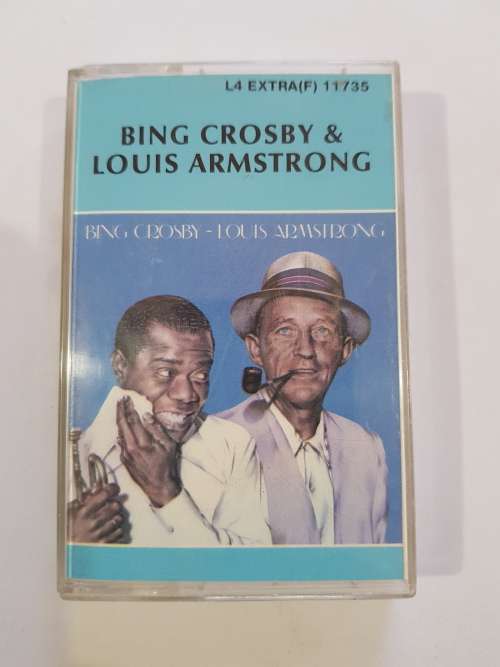 L4 EXTRA(F) 11735
BING CROSBY &
LOUIS ARMSTRONG
BING CROSBY - LOUIS ARMSTRONG